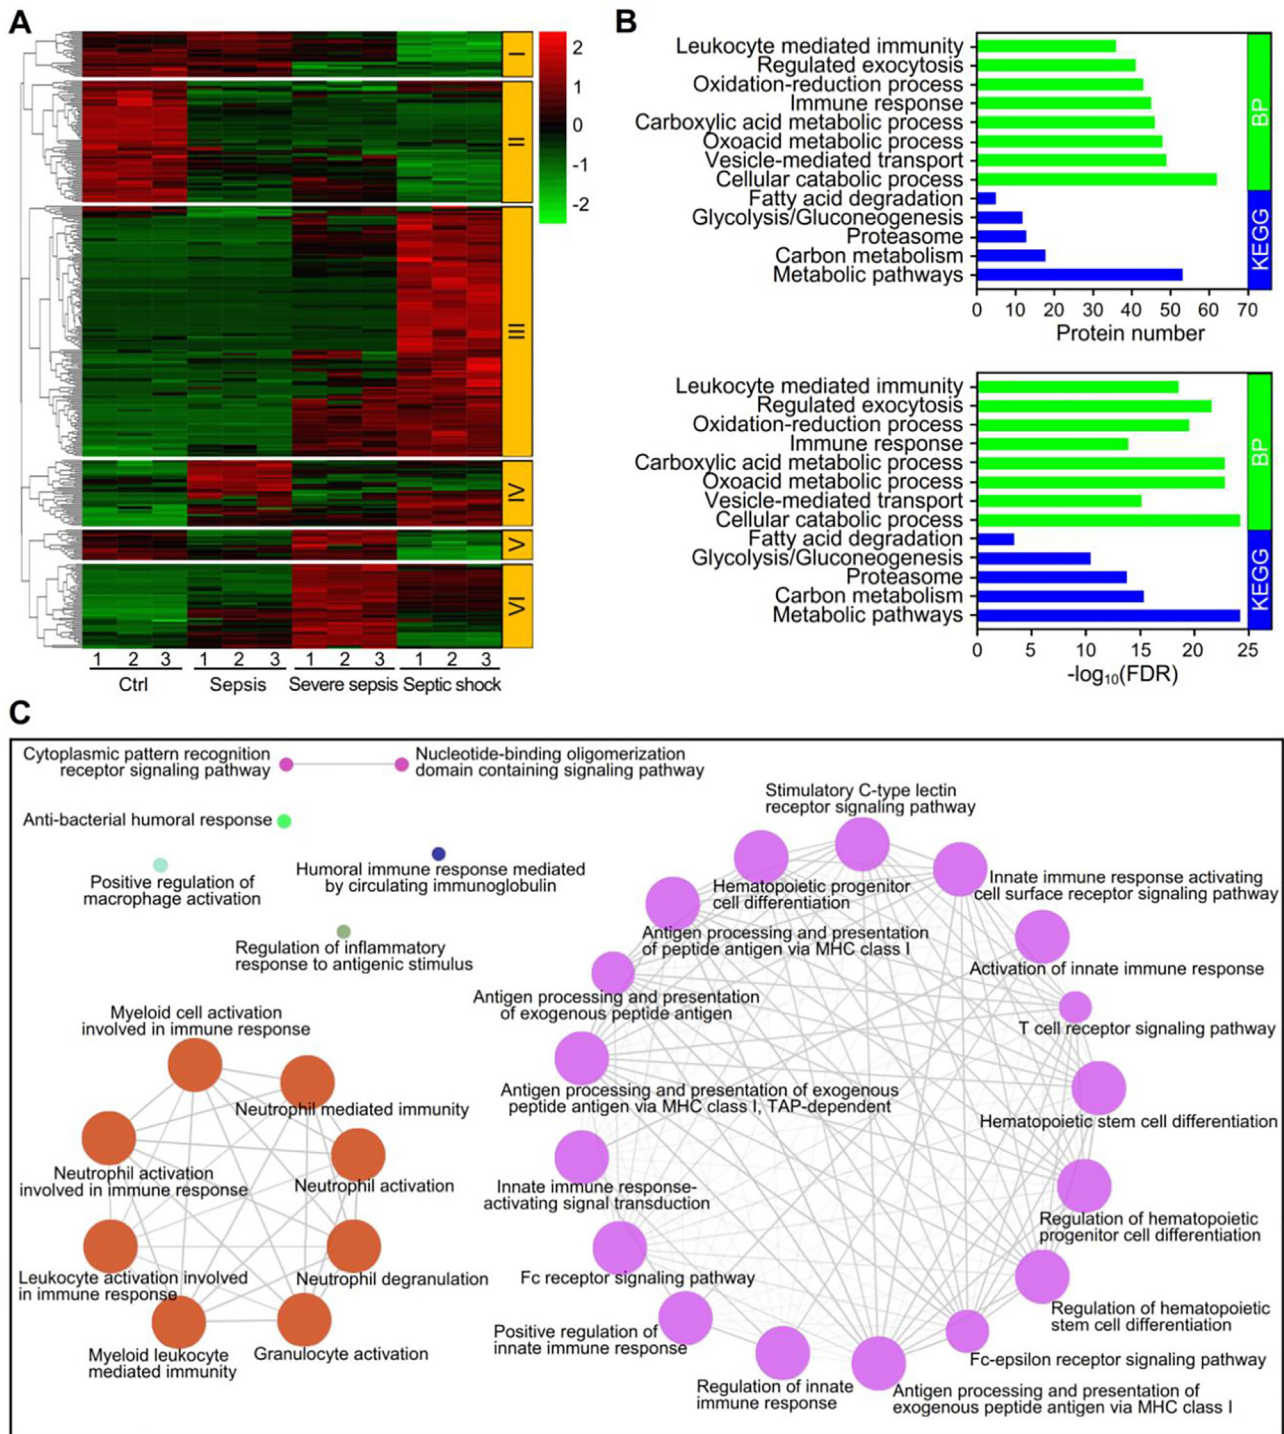 A
2
1
0
-1
-2
I
II
III
IV
V
VI
1 2 3 1 2 3 1 2 3 1 2 3
Ctrl Sepsis Severe sepsis Septic shock
B
Leukocyte mediated immunity
Regulated exocytosis
Oxidation-reduction process
Immune response
Carboxylic acid metabolic process
Oxoacid metabolic process
Vesicle-mediated transport
Cellular catabolic process
Fatty acid degradation
Glycolysis/Gluconeogenesis
Proteasome
Carbon metabolism
Metabolic pathways
BP
KEGG
0 10 20 30 40 50 60 70
Protein number
Leukocyte mediated immunity
Regulated exocytosis
Oxidation-reduction process
Immune response
Carboxylic acid metabolic process
Oxoacid metabolic process
Vesicle-mediated transport
Cellular catabolic process
Fatty acid degradation
Glycolysis/Gluconeogenesis
Proteasome
Carbon metabolism
Metabolic pathways
BP
KEGG
0 5 10 15 20 25
-log₁₀(FDR)
C
Cytoplasmic pattern recognition
receptor signaling pathway
Nucleotide-binding oligomerization
domain containing signaling pathway
Anti-bacterial humoral response
Positive regulation of
macrophage activation
Humoral immune response mediated
by circulating immunoglobulin
Regulation of inflammatory
response to antigenic stimulus
Myeloid cell activation
involved in immune response
Neutrophil mediated immunity
Neutrophil activation
involved in immune response
Neutrophil activation
Leukocyte activation involved
in immune response
Neutrophil degranulation
Myeloid leukocyte
mediated immunity
Granulocyte activation
Stimulatory C-type lectin
receptor signaling pathway
Hematopoietic progenitor
cell differentiation
Innate immune response activating
cell surface receptor signaling pathway
Antigen processing and presentation
of peptide antigen via MHC class I
Activation of innate immune response
Antigen processing and presentation
of exogenous peptide antigen
T cell receptor signaling pathway
Antigen processing and presentation of exogenous
peptide antigen via MHC class I, TAP-dependent
Hematopoietic stem cell differentiation
Innate immune response-
activating signal transduction
Regulation of hematopoietic
progenitor cell differentiation
Fc receptor signaling pathway
Regulation of hematopoietic
stem cell differentiation
Positive regulation of
innate immune response
Fc-epsilon receptor signaling pathway
Regulation of innate
immune response
Antigen processing and presentation of
exogenous peptide antigen via MHC class I